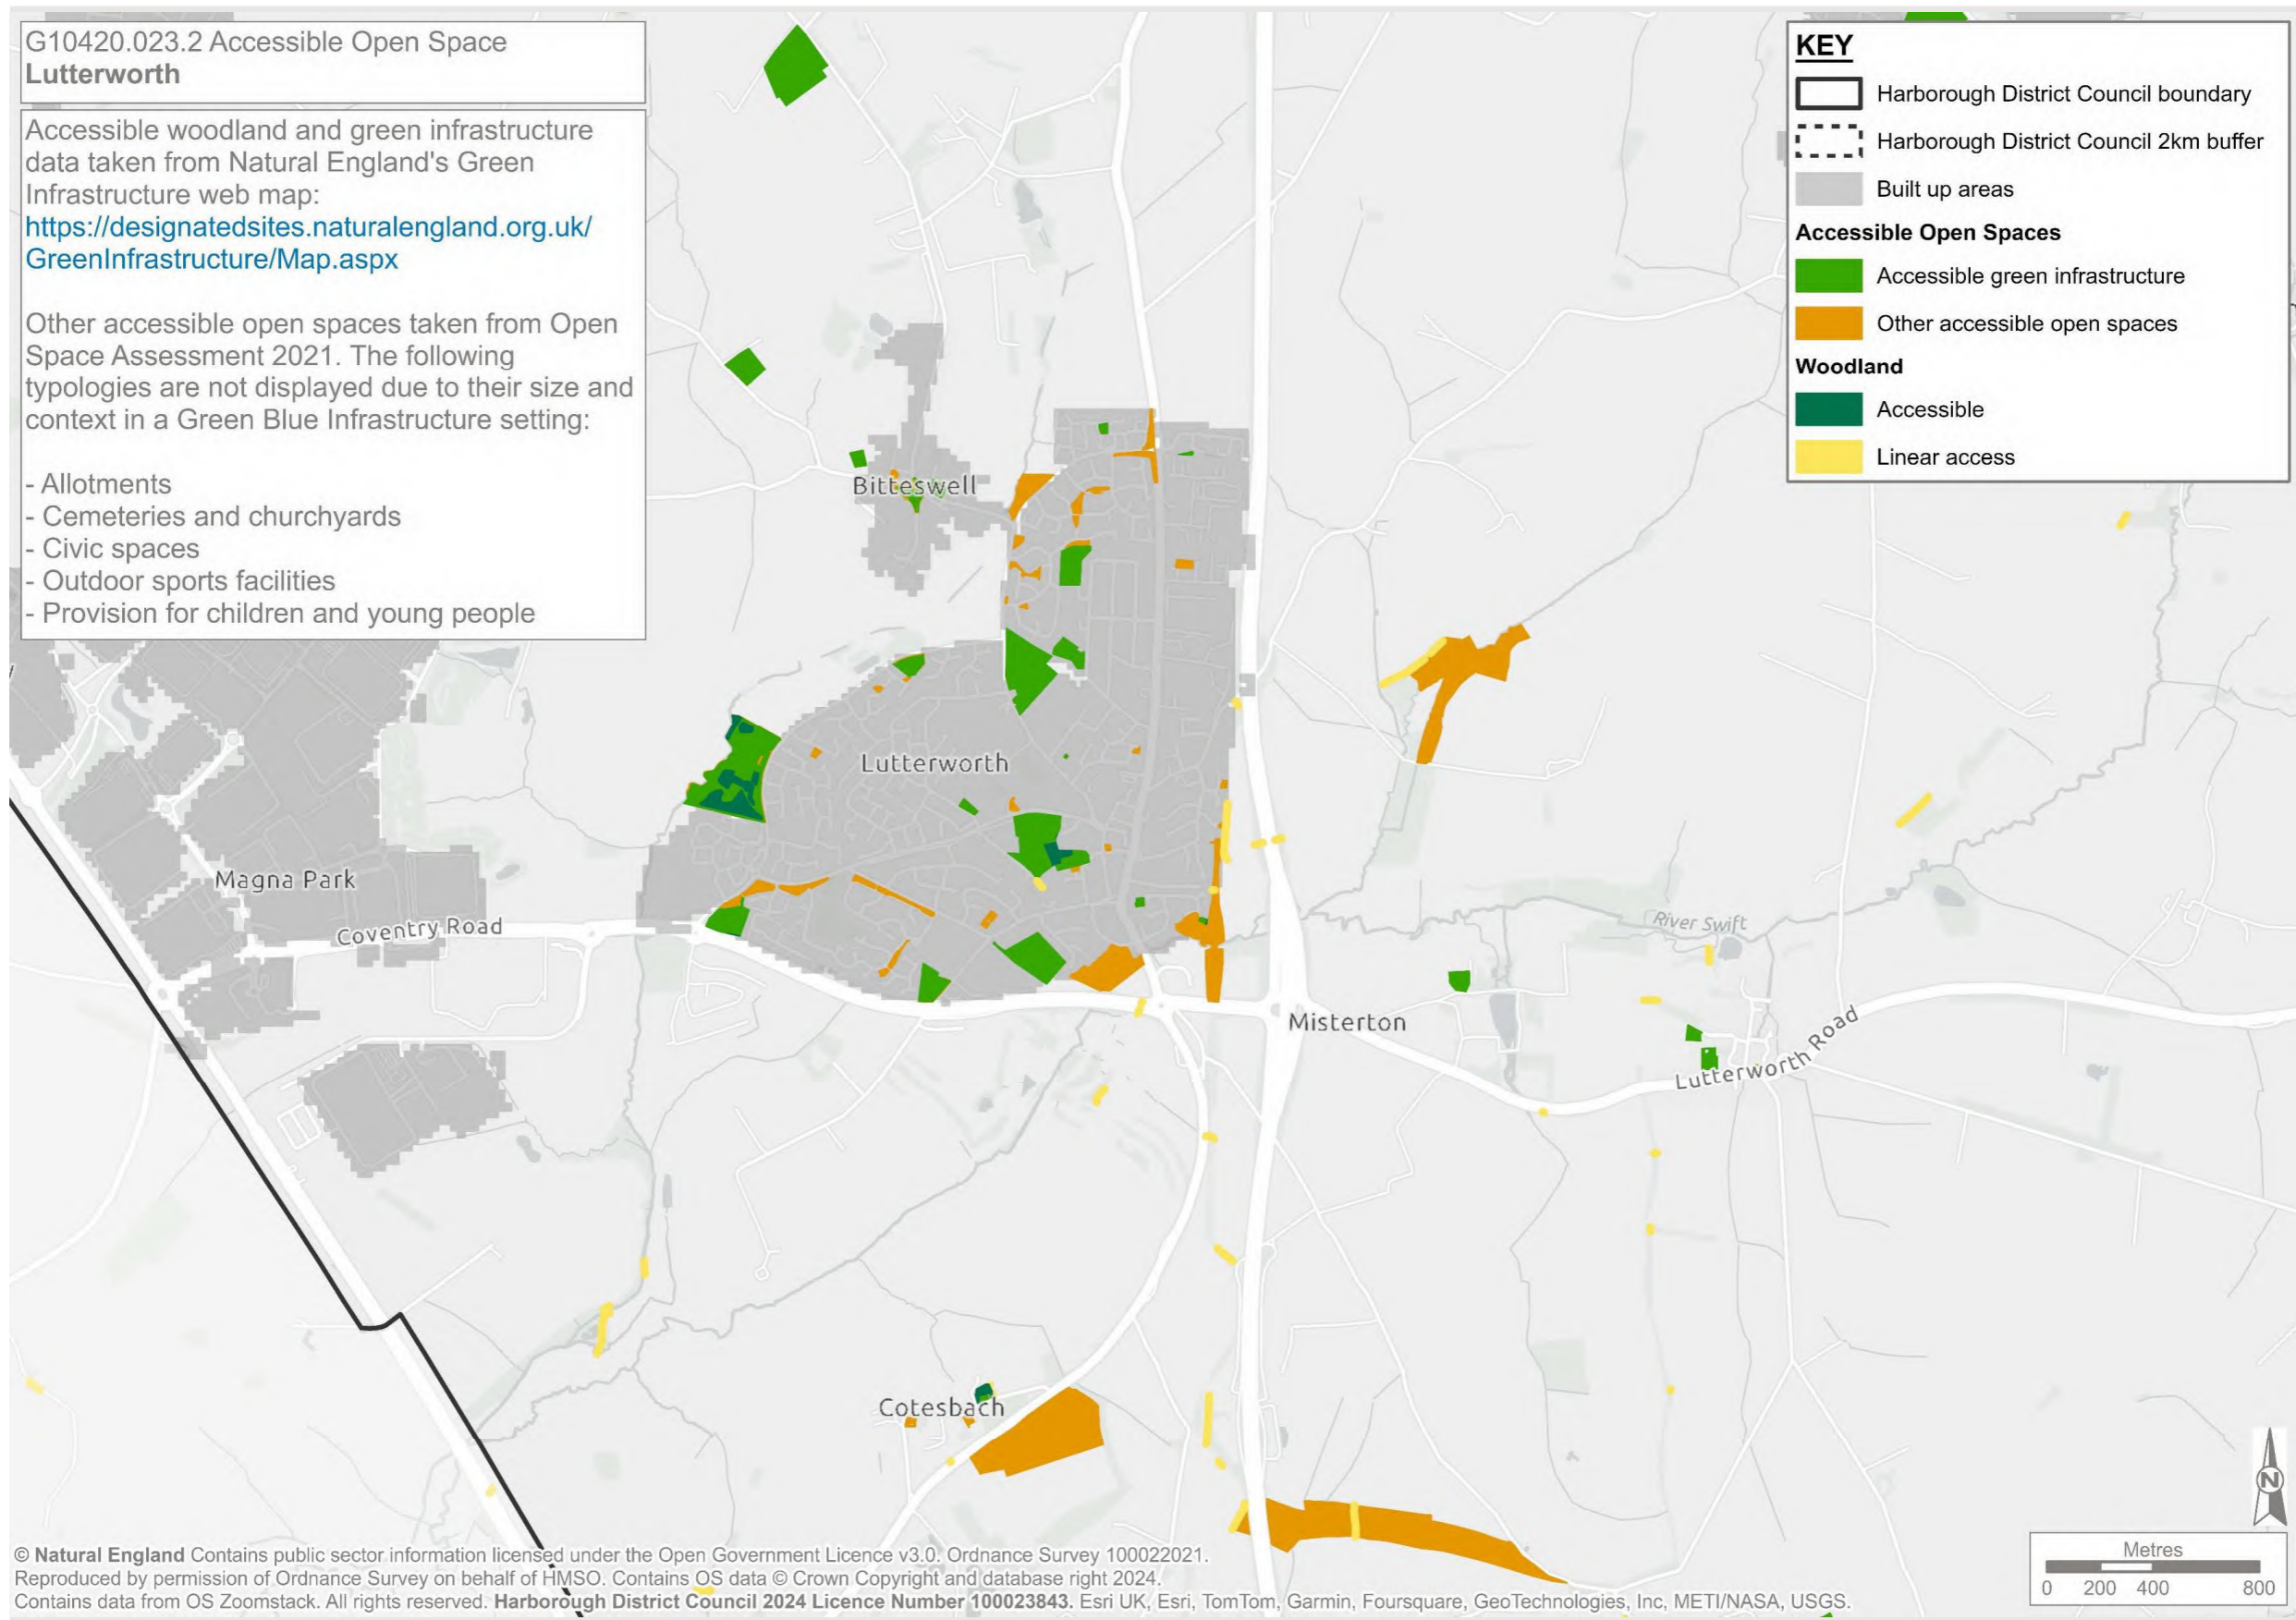 G10420.023.2 Accessible Open Space
Lutterworth
Accessible woodland and green infrastructure
data taken from Natural England's Green
Infrastructure web map:
https://designatedsites.naturalengland.org.uk/
GreenInfrastructure/Map.aspx
Other accessible open spaces taken from Open
Space Assessment 2021. The following
typologies are not displayed due to their size and
context in a Green Blue Infrastructure setting:
- Allotments
- Cemeteries and churchyards
- Civic spaces
- Outdoor sports facilities
- Provision for children and young people
KEY
Harborough District Council boundary
Harborough District Council 2km buffer
Built up areas
Accessible Open Spaces
Accessible green infrastructure
Other accessible open spaces
Woodland
Accessible
Linear access
Bitteswell
Lutterworth
Magna Park
Coventry Road
River Swift
Misterton
Lutterworth Road
Cotesbach
N
Metres
0 200 400 800
© Natural England Contains public sector information licensed under the Open Government Licence v3.0. Ordnance Survey 100022021.
Reproduced by permission of Ordnance Survey on behalf of HMSO. Contains OS data © Crown Copyright and database right 2024.
Contains data from OS Zoomstack. All rights reserved. Harborough District Council 2024 Licence Number 100023843. Esri UK, Esri, TomTom, Garmin, Foursquare, GeoTechnologies, Inc, METI/NASA, USGS.